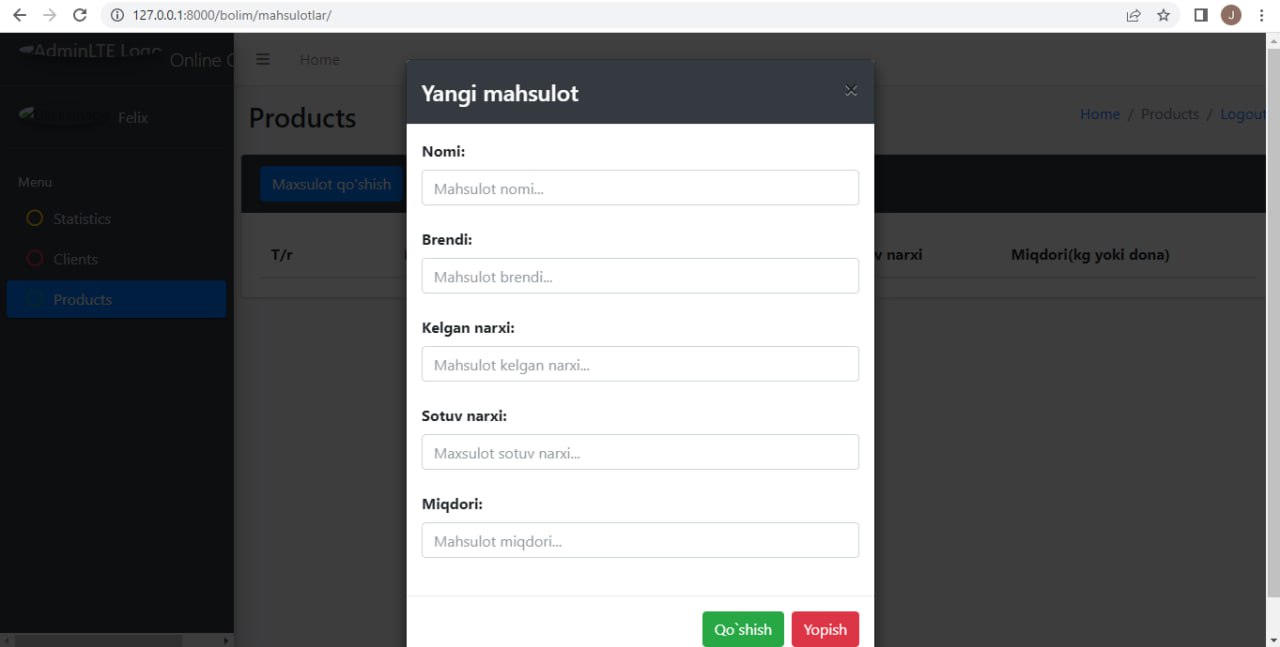 127.0.0.1:8000/bolim/mahsulotlar/
J
AdminLTE Logo
Online
Home
Felix
Products
Home / Products / Logout
Menu
Statistics
Clients
Products
Maxsulot qo'shish
T/r
narxi
Miqdori(kg yoki dona)
Yangi mahsulot
×
Nomi:
Mahsulot nomi...
Brendi:
Mahsulot brendi...
Kelgan narxi:
Mahsulot kelgan narxi...
Sotuv narxi:
Maxsulot sotuv narxi...
Miqdori:
Mahsulot miqdori...
Qo`shish
Yopish